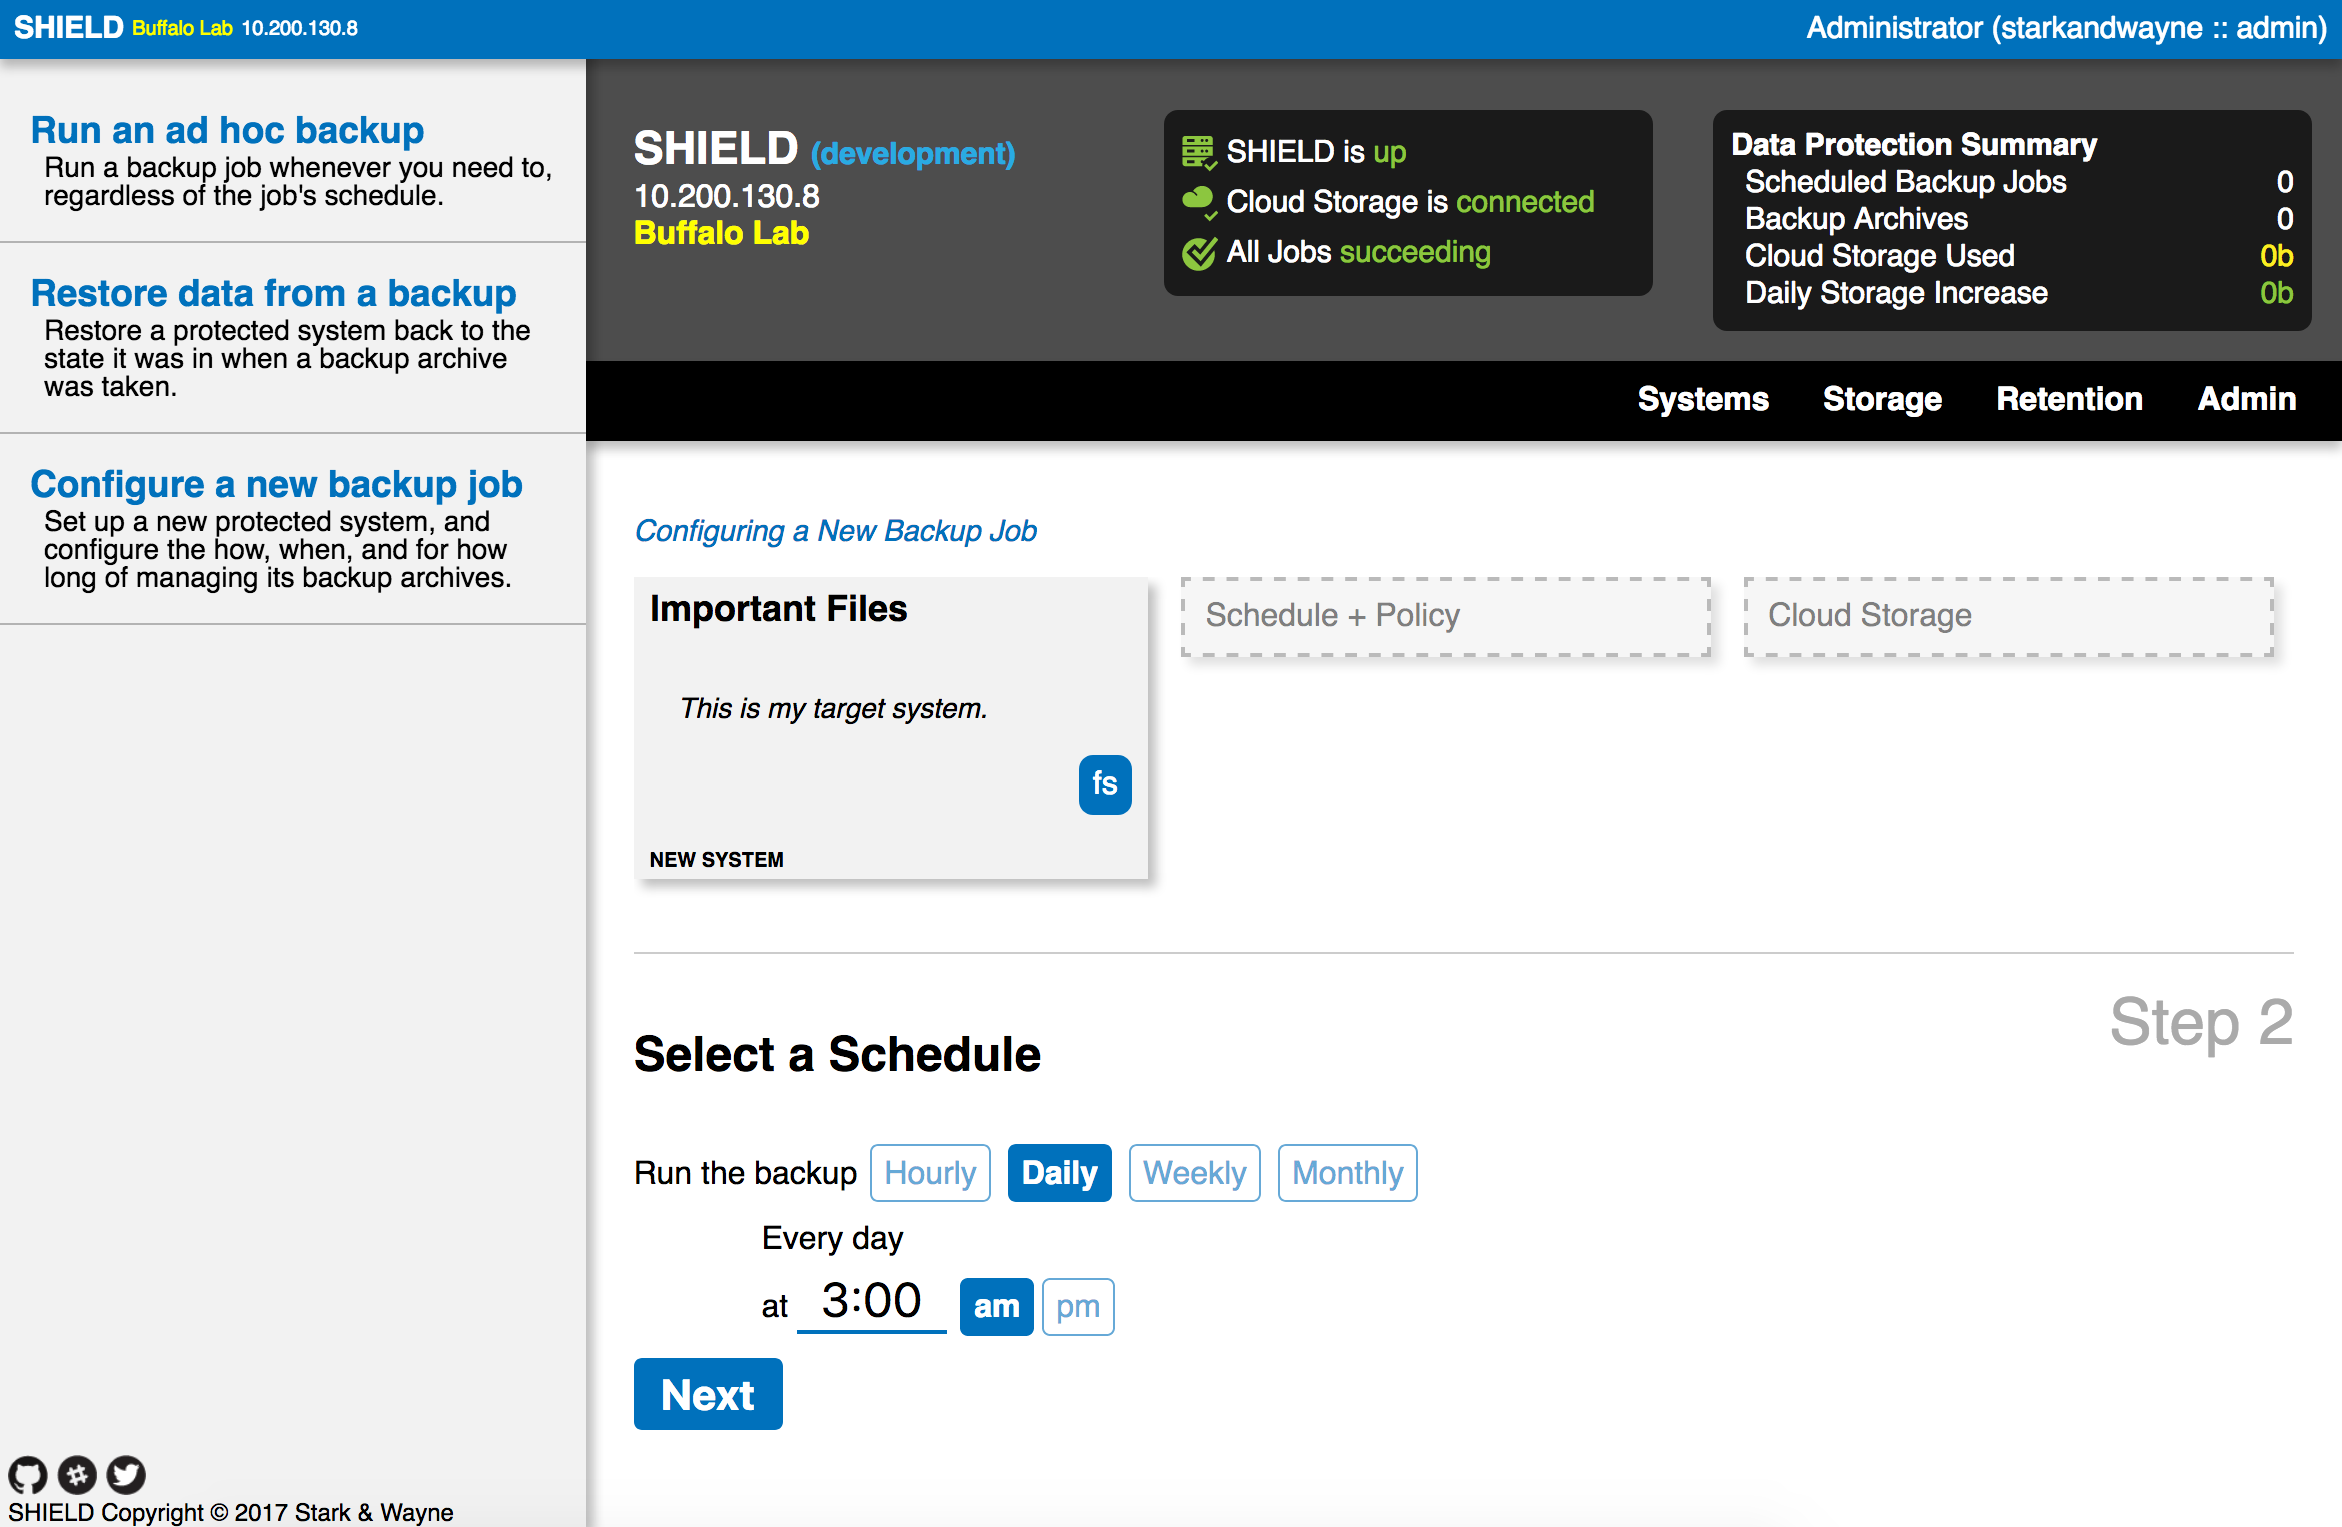 SHIELD Buffalo Lab 10.200.130.8
Administrator (starkandwayne :: admin)
Run an ad hoc backup
Run a backup job whenever you need to,
regardless of the job's schedule.
Restore data from a backup
Restore a protected system back to the
state it was in when a backup archive
was taken.
Configure a new backup job
Set up a new protected system, and
configure the how, when, and for how
long of managing its backup archives.
SHIELD (development)
10.200.130.8
Buffalo Lab
SHIELD is up
Cloud Storage is connected
All Jobs succeeding
Data Protection Summary
Scheduled Backup Jobs 0
Backup Archives 0
Cloud Storage Used 0b
Daily Storage Increase 0b
Systems Storage Retention Admin
Configuring a New Backup Job
Important Files
This is my target system.
fs
NEW SYSTEM
Schedule + Policy
Cloud Storage
Step 2
Select a Schedule
Run the backup Hourly Daily Weekly Monthly
Every day
at 3:00 am pm
Next
SHIELD Copyright © 2017 Stark & Wayne